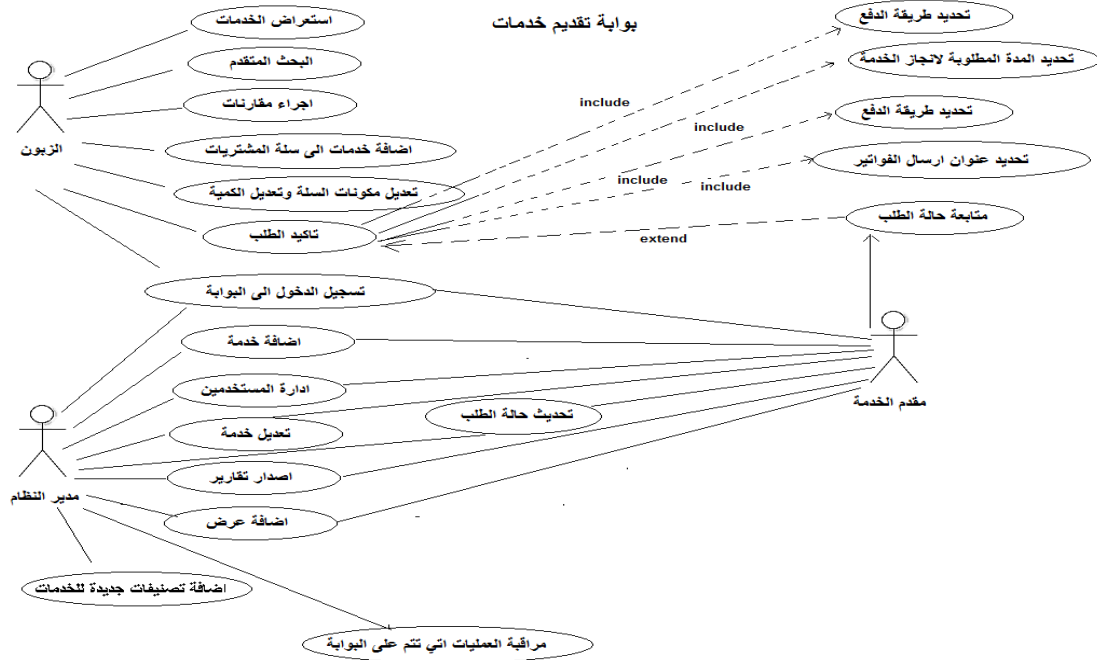 بوابة تقديم خدمات
استعراض الخدمات
البحث المتقدم
اجراء مقارنات
اضافة خدمات الى سلة المشتريات
تعديل مكونات السلة وتعديل الكمية
تاكيد الطلب
تسجيل الدخول الى البوابة
الزبون
تحديد طريقة الدفع
تحديد المدة المطلوبة لانجاز الخدمة
تحديد طريقة الدفع
تحديد عنوان ارسال الفواتير
متابعة حالة الطلب
include
include
include
include
extend
مقدم الخدمة
اضافة خدمة
ادارة المستخدمين
تحديث حالة الطلب
تعديل خدمة
اصدار تقارير
اضافة عرض
مدير النظام
اضافة تصنيفات جديدة للخدمات
مراقبة العمليات اتي تتم على البوابة